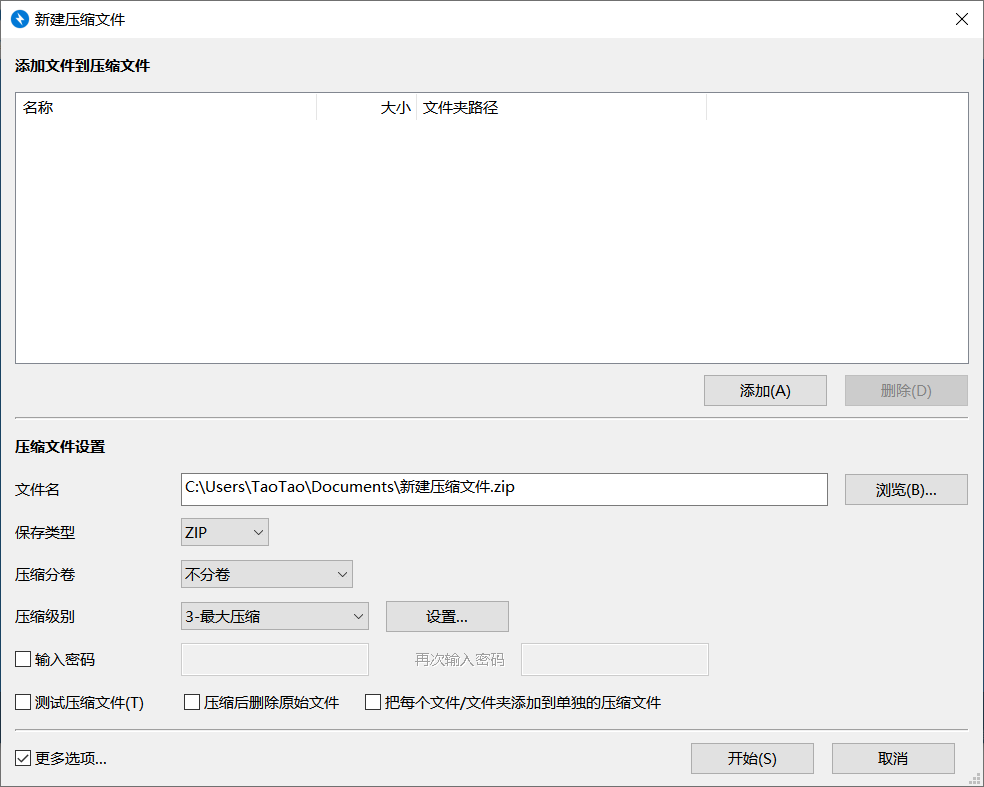 新建压缩文件
添加文件到压缩文件
名称 大小 文件夹路径
添加(A) 删除(D)
压缩文件设置
文件名 C:\Users\TaoTao\Documents\新建压缩文件.zip 浏览(B)...
保存类型 ZIP
压缩分卷 不分卷
压缩级别 3-最大压缩 设置...
输入密码 再次输入密码
测试压缩文件(T) 压缩后删除原始文件 把每个文件/文件夹添加到单独的压缩文件
更多选项... 开始(S) 取消